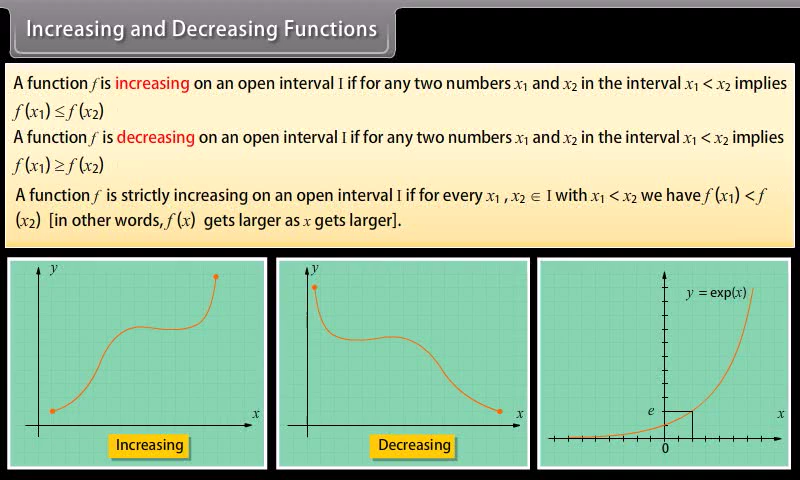 Increasing and Decreasing Functions
A function f is increasing on an open interval I if for any two numbers x₁ and x₂ in the interval x₁ < x₂ implies
f (x₁) ≤ f (x₂)
A function f is decreasing on an open interval I if for any two numbers x₁ and x₂ in the interval x₁ < x₂ implies
f (x₁) ≥ f (x₂)
A function f is strictly increasing on an open interval I if for every x₁ , x₂ ∈ I with x₁ < x₂ we have f (x₁) < f
(x₂) [in other words, f (x) gets larger as x gets larger].
y
x
Increasing
y
x
Decreasing
y = exp(x)
e
x
0